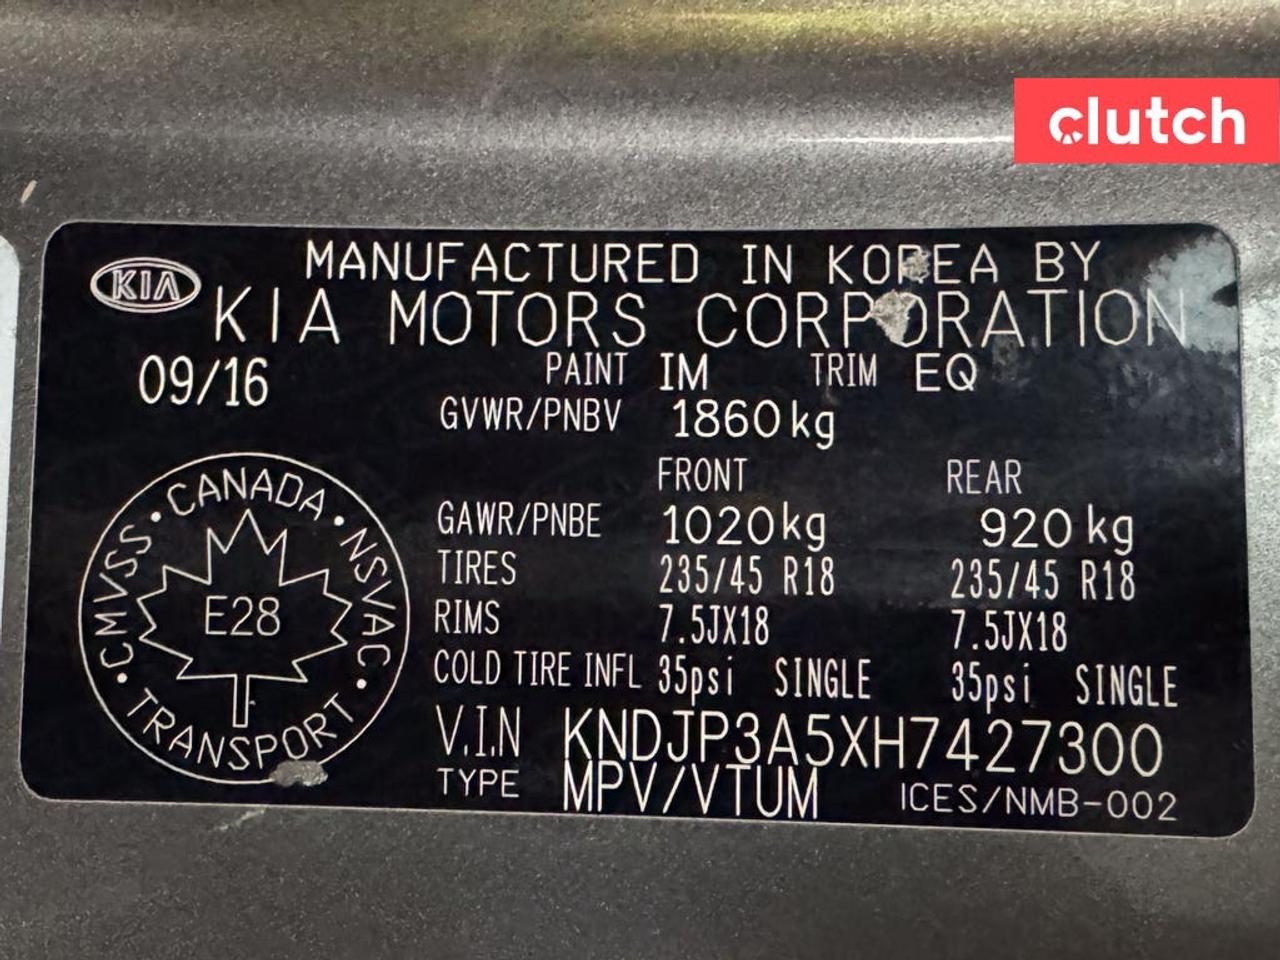 clutch
KIA
MANUFACTURED IN KOREA BY
KIA MOTORS CORPORATION
09/16
PAINT IM TRIM EQ
GVWR/PNBV 1860kg
FRONT REAR
GAWR/PNBE 1020kg 920kg
TIRES 235/45 R18 235/45 R18
RIMS 7.5JX18 7.5JX18
COLD TIRE INFL 35psi SINGLE 35psi SINGLE
V.I.N KNDJP3A5XH7427300
TYPE MPV/VTUM ICES/NMB-002
CMVSS • CANADA • NSVAC • TRANSPORT •
E28